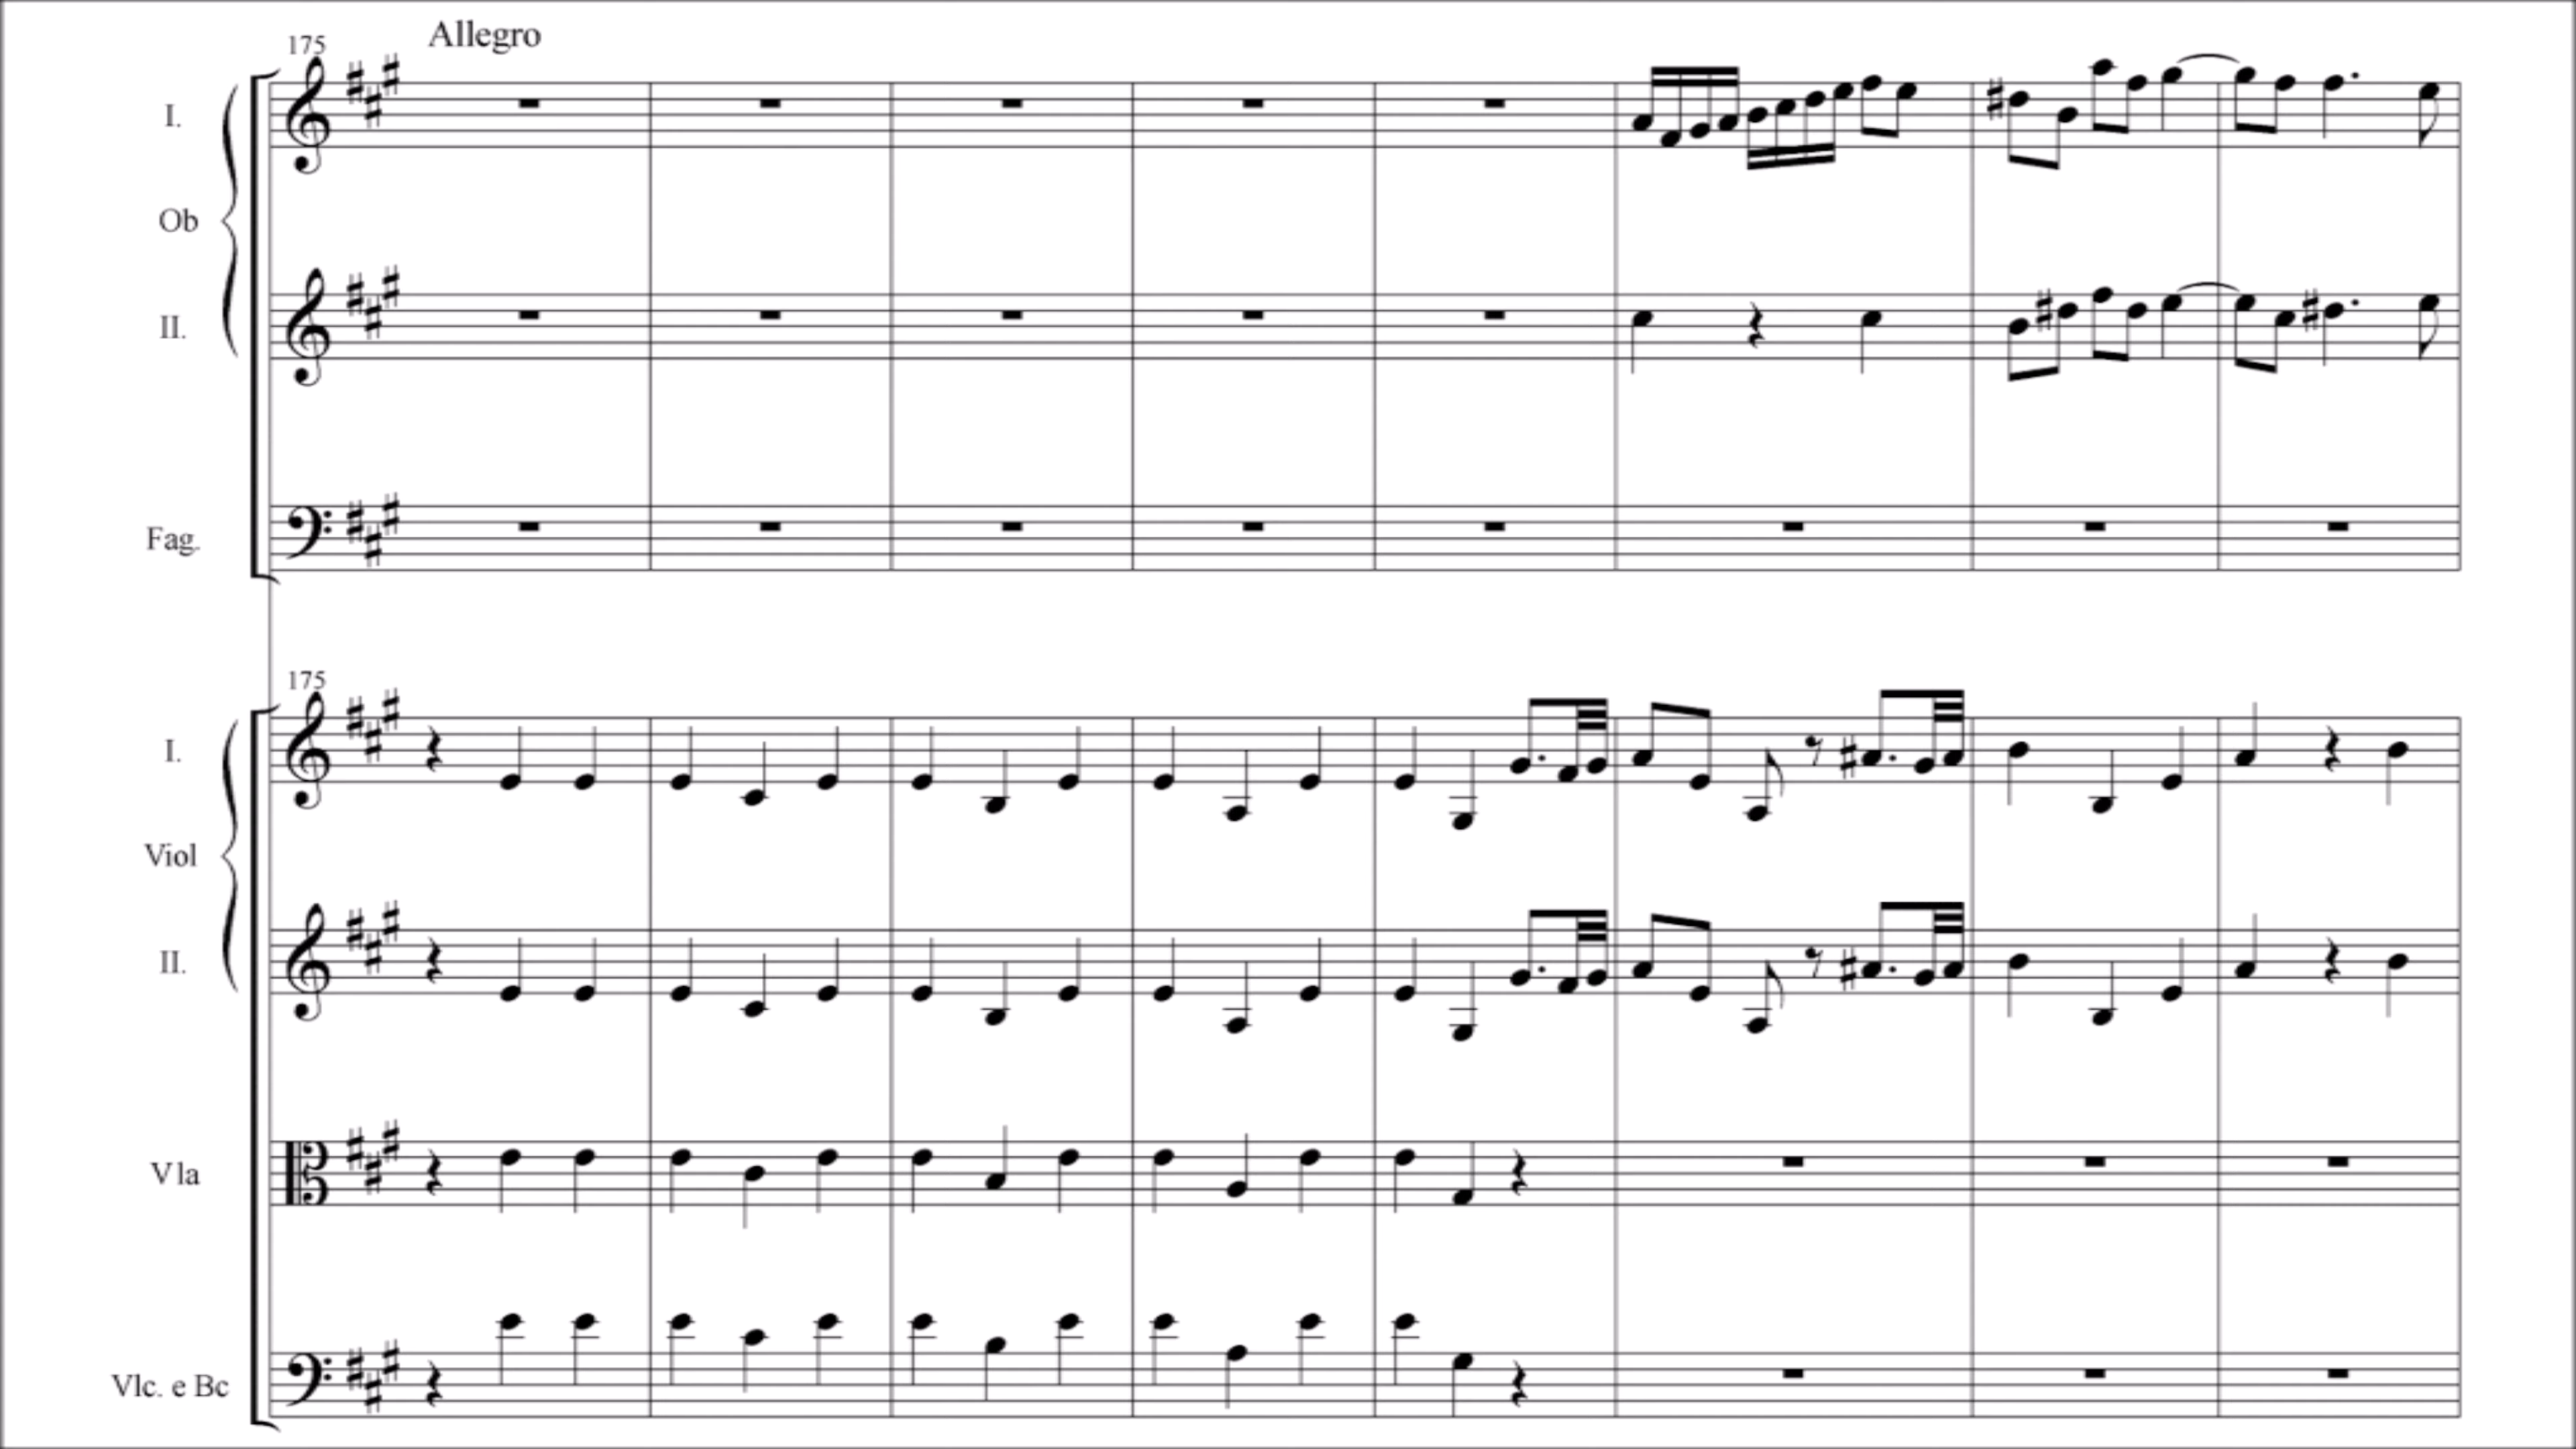 Allegro
175
I.
Ob
II.
Fag.
175
I.
Viol
II.
Vla
Vlc. e Bc